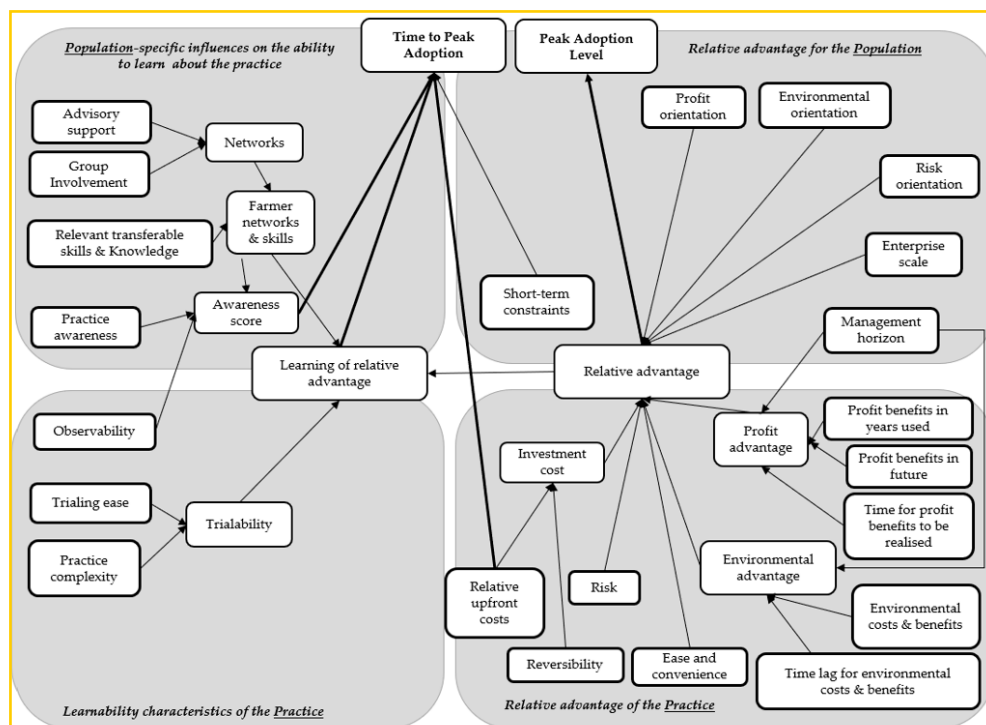 Population-specific influences on the ability
to learn about the practice
Time to Peak
Adoption
Peak Adoption
Level
Relative advantage for the Population
Profit
orientation
Environmental
orientation
Advisory
support
Networks
Group
Involvement
Risk
orientation
Farmer
networks
& skills
Relevant transferable
skills & Knowledge
Enterprise
scale
Short-term
constraints
Awareness
score
Practice
awareness
Management
horizon
Learning of relative
advantage
Relative advantage
Profit benefits in
years used
Observability
Profit
advantage
Investment
cost
Profit benefits in
future
Trialing ease
Trialability
Time for profit
benefits to be
realised
Practice
complexity
Environmental
advantage
Relative
upfront
costs
Risk
Environmental
costs & benefits
Reversibility
Ease and
convenience
Time lag for environmental
costs & benefits
Learnability characteristics of the Practice
Relative advantage of the Practice